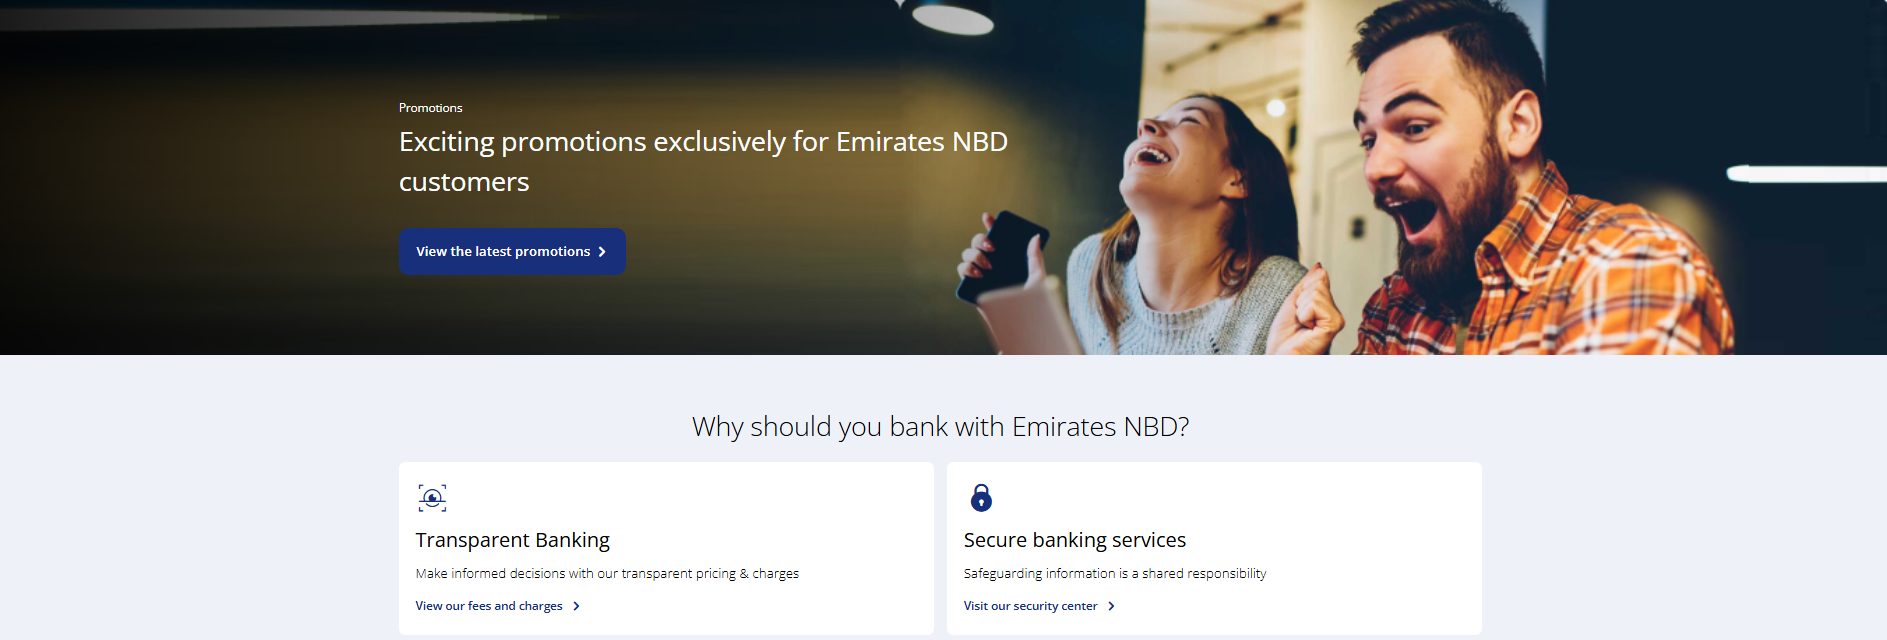 Promotions
Exciting promotions exclusively for Emirates NBD
customers
View the latest promotions
Why should you bank with Emirates NBD?
Transparent Banking
Make informed decisions with our transparent pricing & charges
View our fees and charges
Secure banking services
Safeguarding information is a shared responsibility
Visit our security center